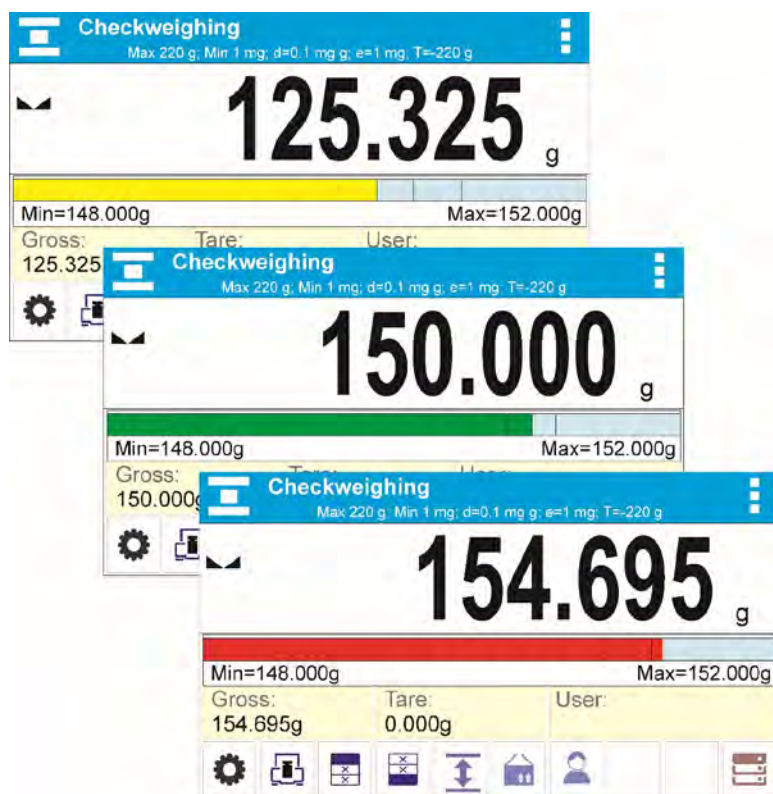 Checkweighing
Max 220 g; Min 1 mg; d=0.1 mg g; e=1 mg; T=-220 g
125.325 g
Min=148.000g Max=152.000g
Gross: Tare: User:
125.325
Checkweighing
Max 220 g; Min 1 mg; d=0.1 mg g; e=1 mg; T=-220 g
150.000 g
Min=148.000g Max=152.000g
Gross:
150.000g
Checkweighing
Max 220 g; Min 1 mg; d=0.1 mg g; e=1 mg; T=-220 g
154.695 g
Min=148.000g Max=152.000g
Gross: Tare: User:
154.695g 0.000g